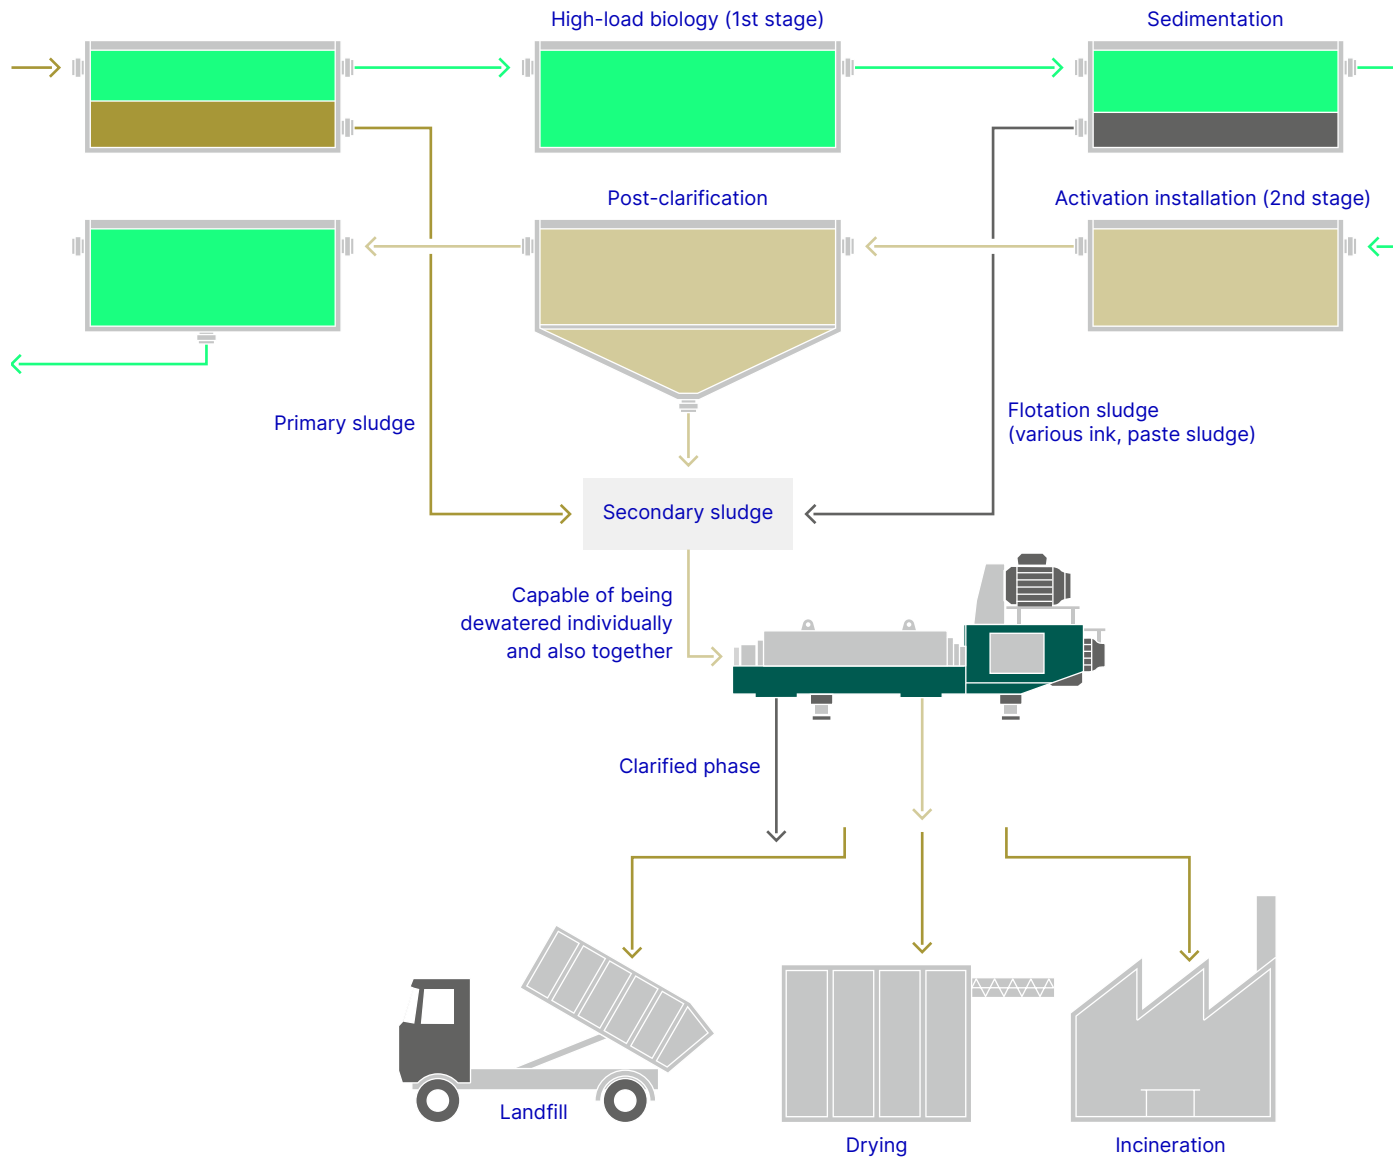 High-load biology (1st stage)
Sedimentation
Post-clarification
Activation installation (2nd stage)
Primary sludge
Flotation sludge
(various ink, paste sludge)
Secondary sludge
Capable of being
dewatered individually
and also together
Clarified phase
Landfill
Drying
Incineration